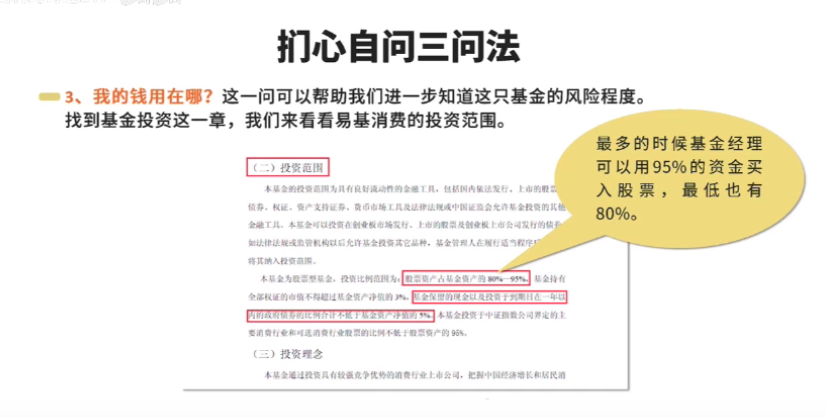 扪心自问三问法
3、我的钱用在哪？这一问可以帮助我们进一步知道这只基金的风险程度。
找到基金投资这一章，我们来看看易基消费的投资范围。
最多的时候基金经理
可以用95%的资金买
入股票，最低也有
80%。
（二）投资范围
本基金的投资范围为具有良好流动性的金融工具，包括国内依法发行、上市的股票
债券、权证、资产支持证券、货币市场工具及法律法规或中国证监会允许基金投资的其他
金融工具。本基金可以投资在创业板市场发行、上市的股票及创业板上市公司发行的债券
如法律法规或监管机构以后允许基金投资其它品种，基金管理人在履行适当程序
将其纳入投资范围。
本基金为股票型基金，投资比例范围为：股票资产占基金资产的 80%—95%，基金持有
全部权证的市值不得超过基金资产净值的 3%，基金保留的现金以及投资于到期日在一年以
内的政府债券的比例合计不低于基金资产净值的 5%。本基金投资于中证指数公司界定的主
要消费行业和可选消费行业股票的比例不低于股票资产的 95%。
（三）投资理念
本基金通过投资具有较强竞争优势的消费行业上市公司，把握中国经济增长和居民消